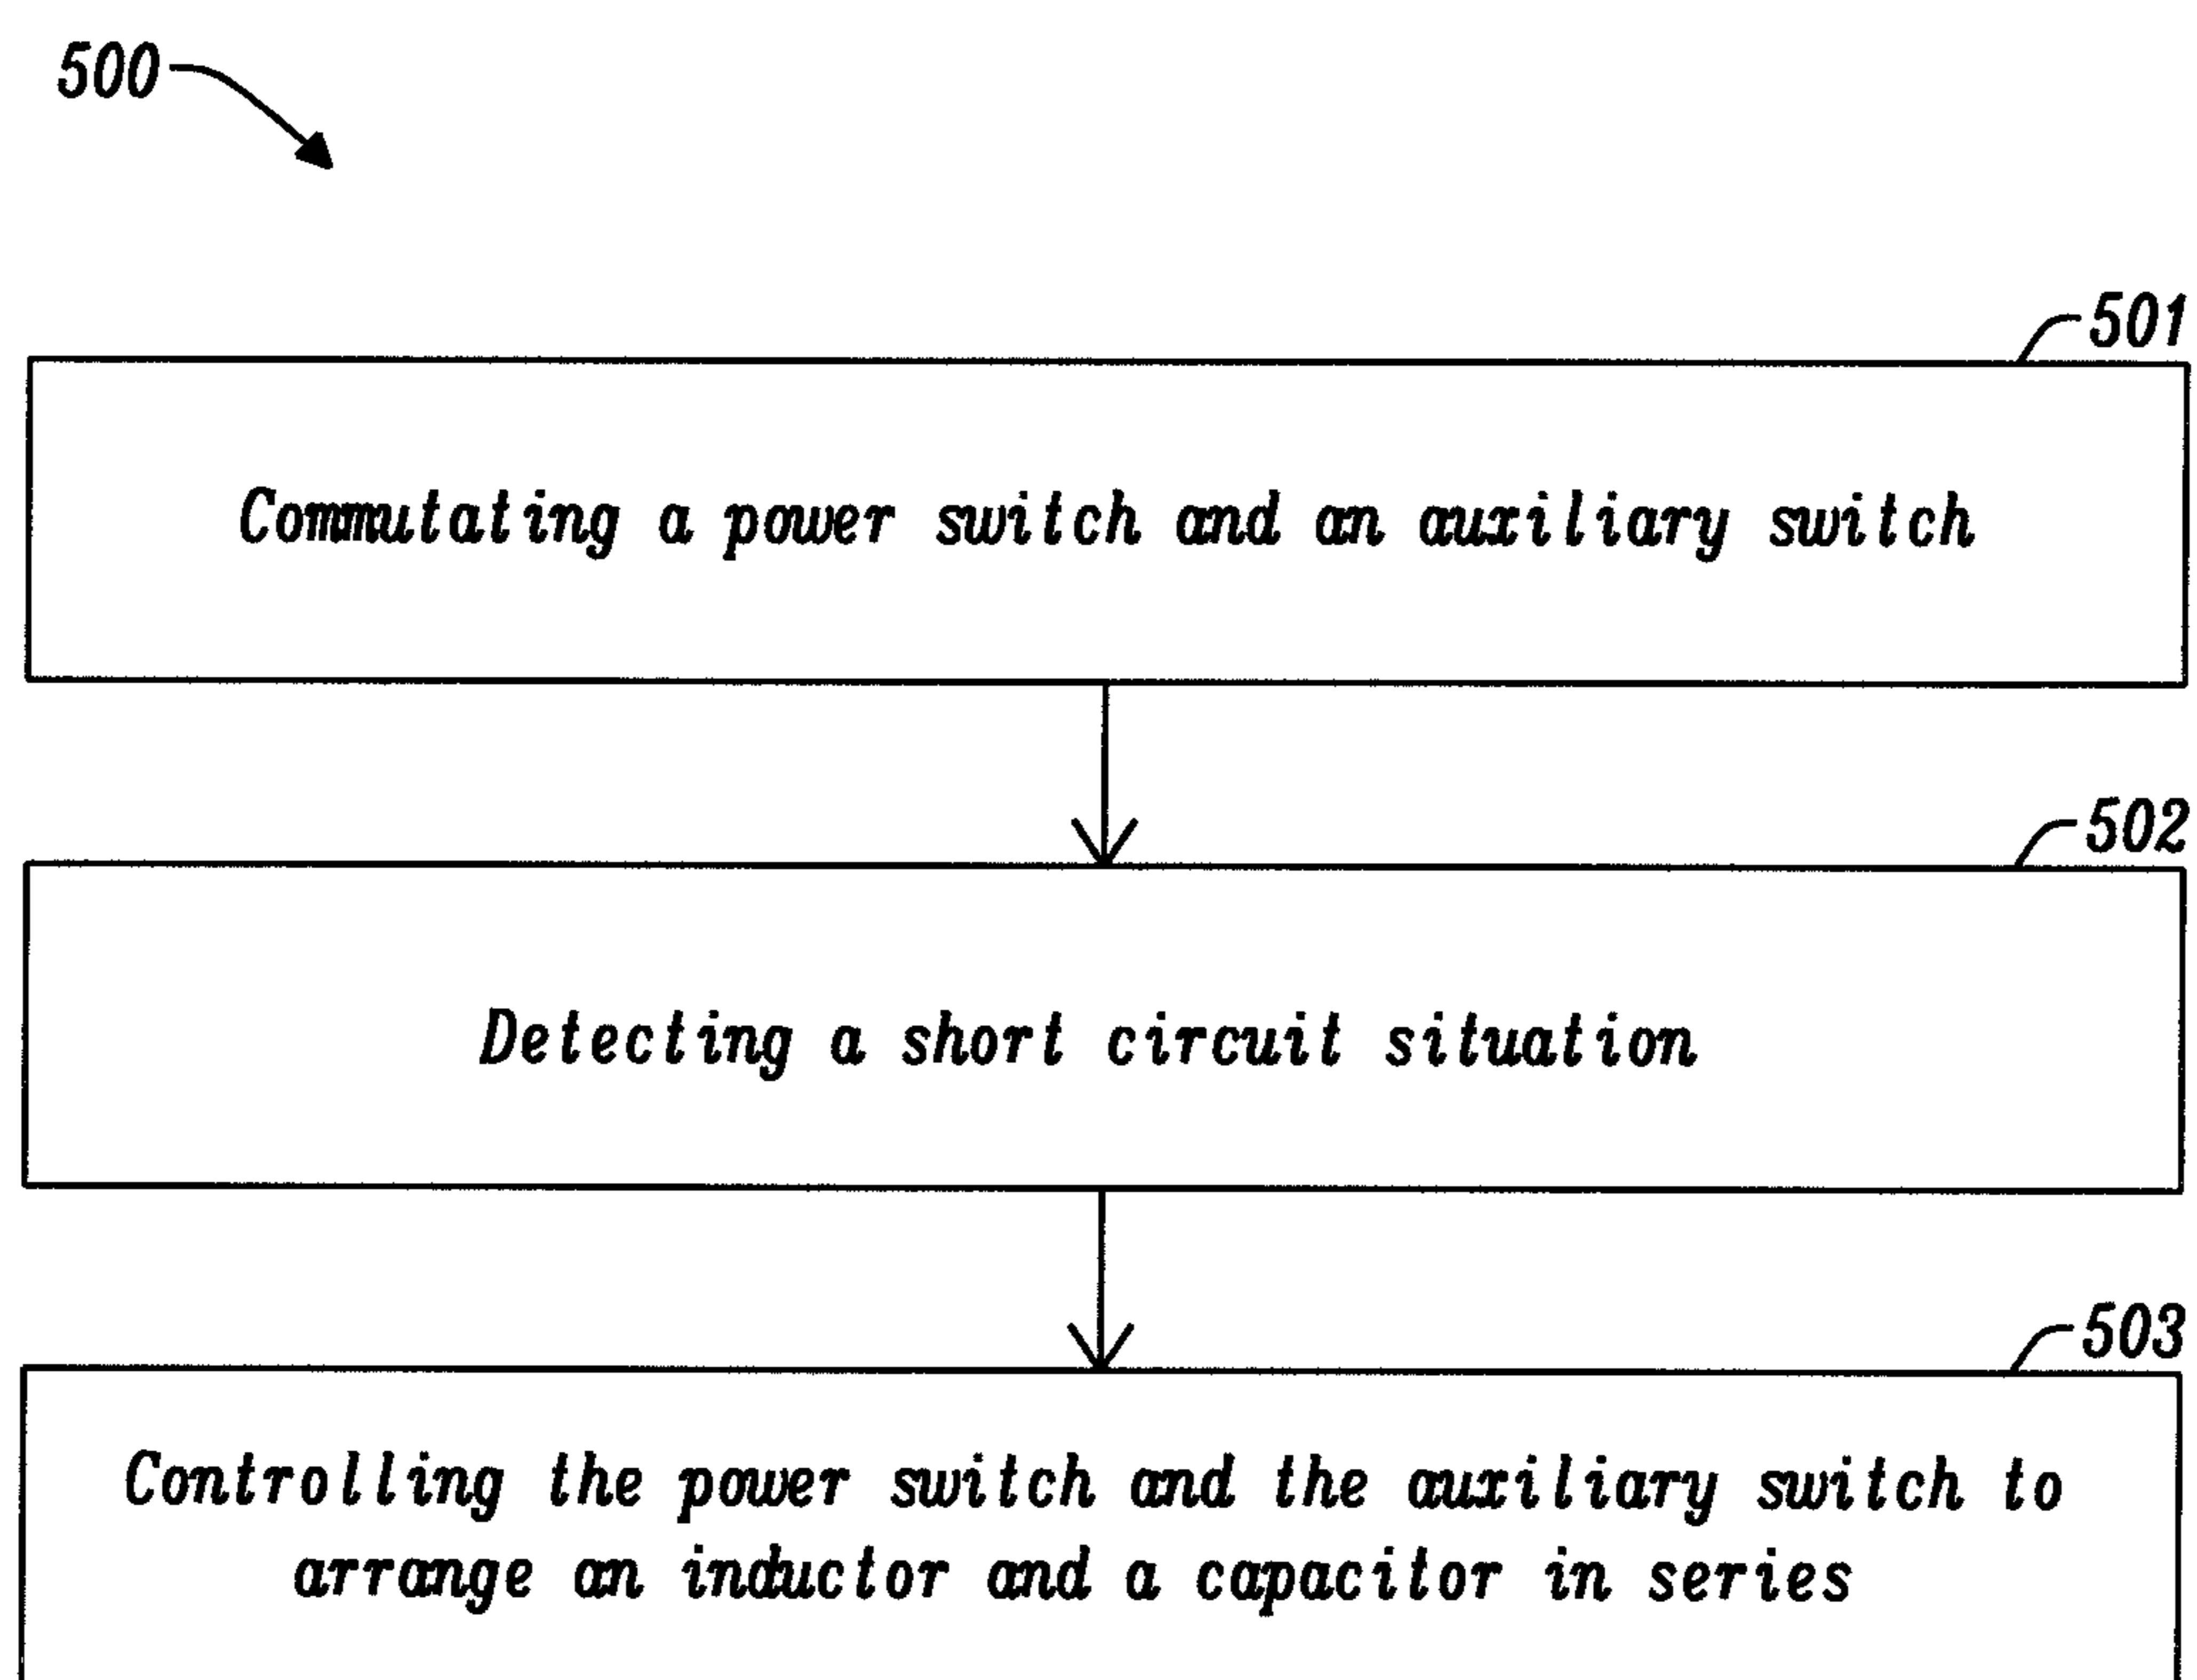 500
501
Commutating a power switch and an auxiliary switch
502
Detecting a short circuit situation
503
Controlling the power switch and the auxiliary switch to
arrange an inductor and a capacitor in series